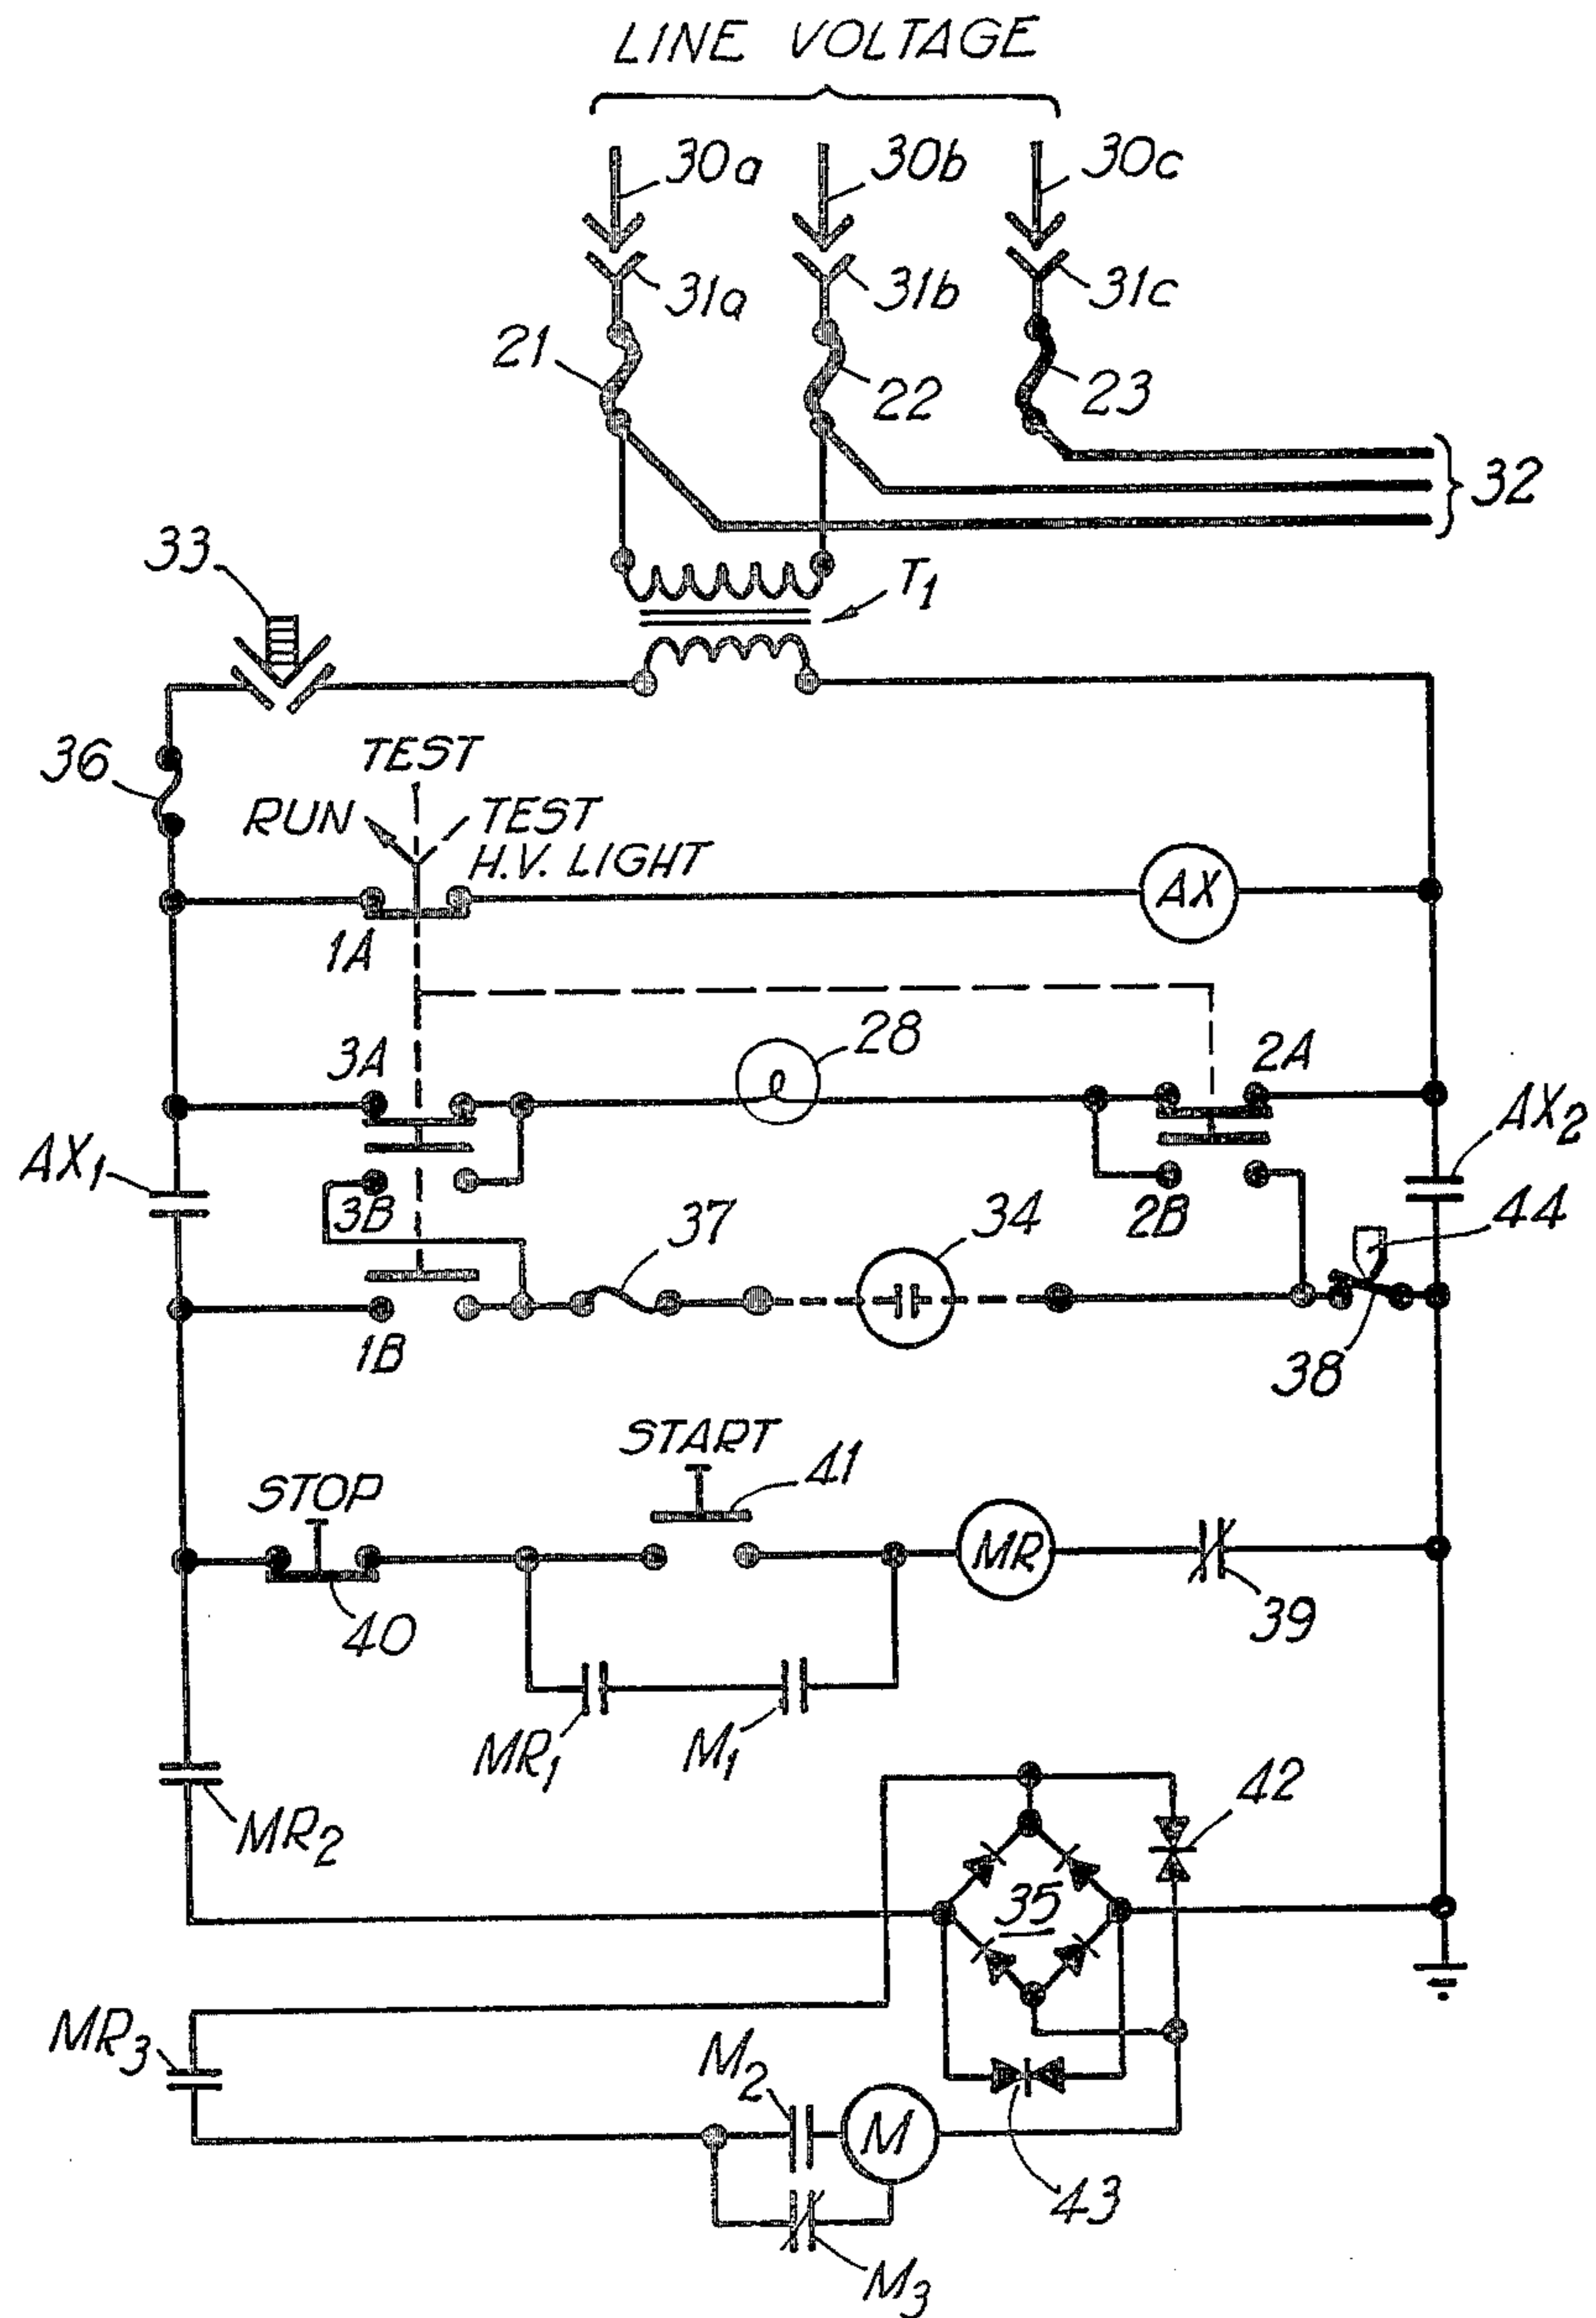 LINE VOLTAGE
30a
30b
30c
31a
31b
31c
21
22
23
32
33
T1
36
TEST
RUN
TEST
H.V. LIGHT
AX
1A
28
3A
2A
AX1
AX2
3B
2B
37
34
44
1B
38
START
41
STOP
MR
40
39
MR1
M1
MR2
42
35
MR3
M2
M
43
M3